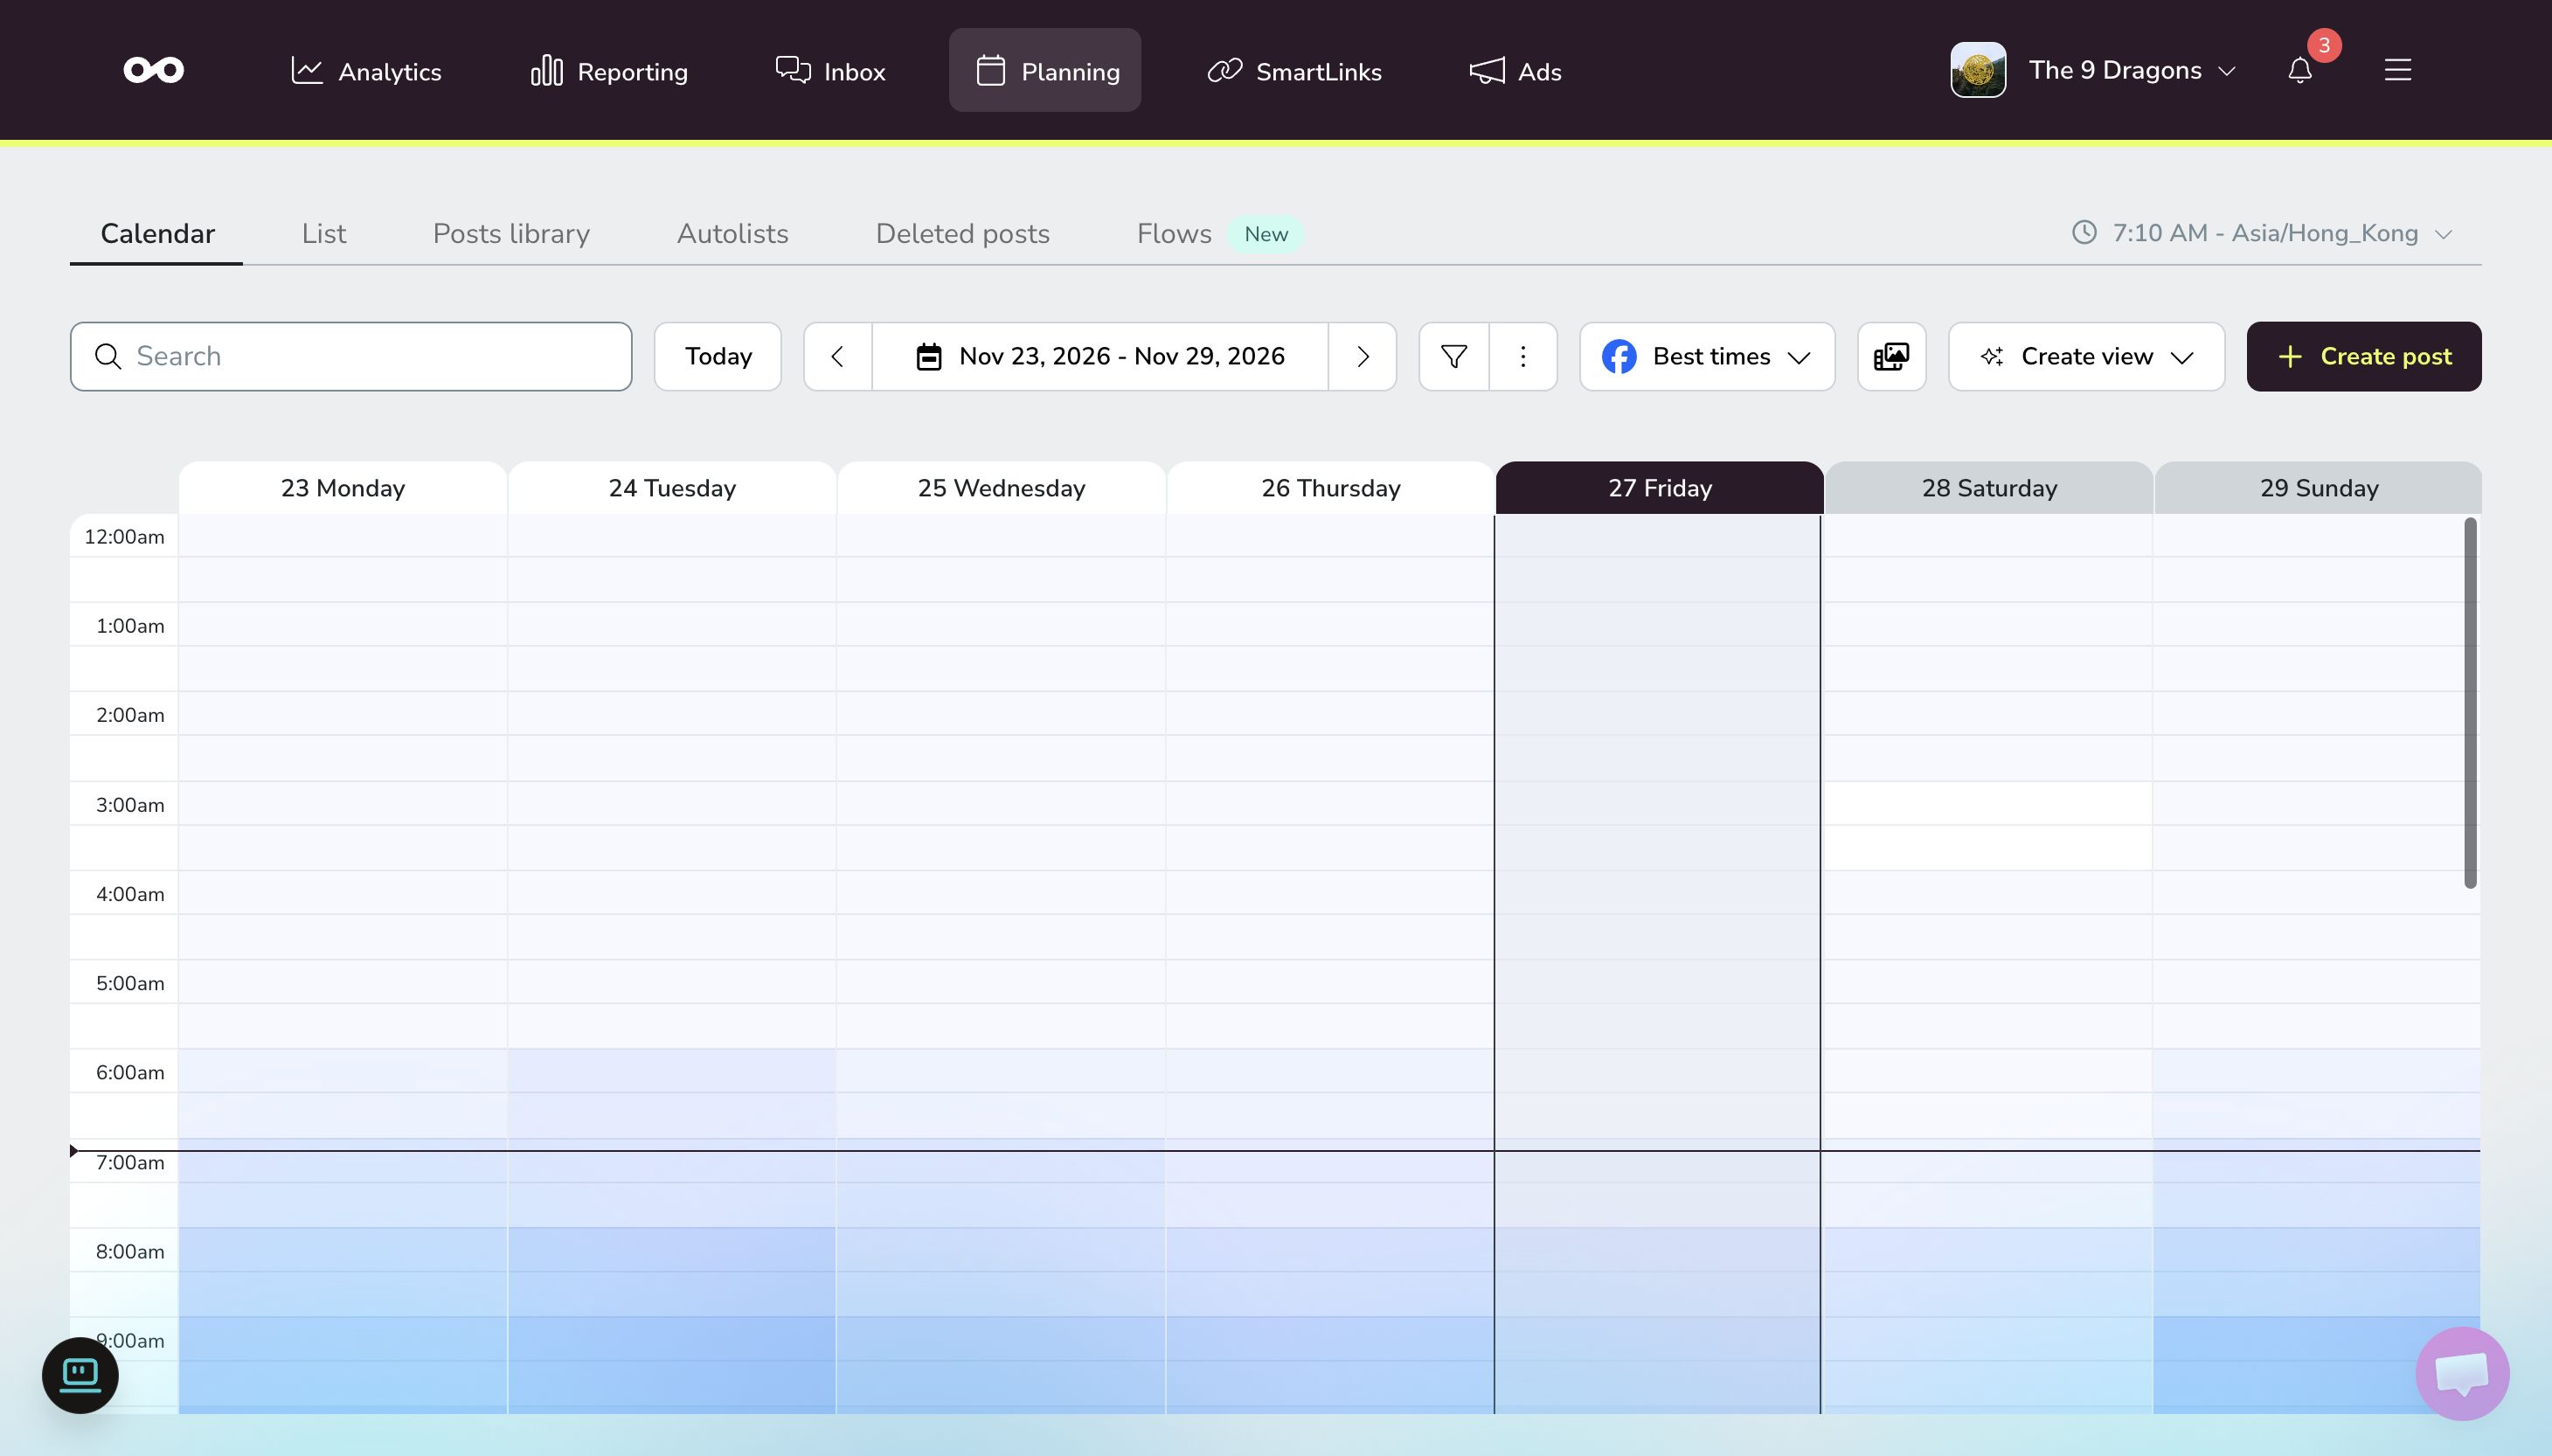 Analytics
Reporting
Inbox
Planning
SmartLinks
Ads
The 9 Dragons
3
Calendar
List
Posts library
Autolists
Deleted posts
Flows New
7:10 AM - Asia/Hong_Kong
Search
Today
Nov 23, 2026 - Nov 29, 2026
Best times
Create view
Create post
23 Monday
24 Tuesday
25 Wednesday
26 Thursday
27 Friday
28 Saturday
29 Sunday
12:00am
1:00am
2:00am
3:00am
4:00am
5:00am
6:00am
7:00am
8:00am
9:00am